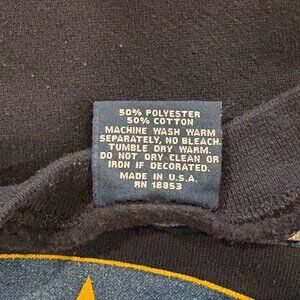 50% POLYESTER
50% COTTON
MACHINE WASH WARM
SEPARATELY, NO BLEACH.
TUMBLE DRY WARM.
DO NOT DRY CLEAN OR
IRON IF DECORATED.
MADE IN U.S.A.
RN 18953